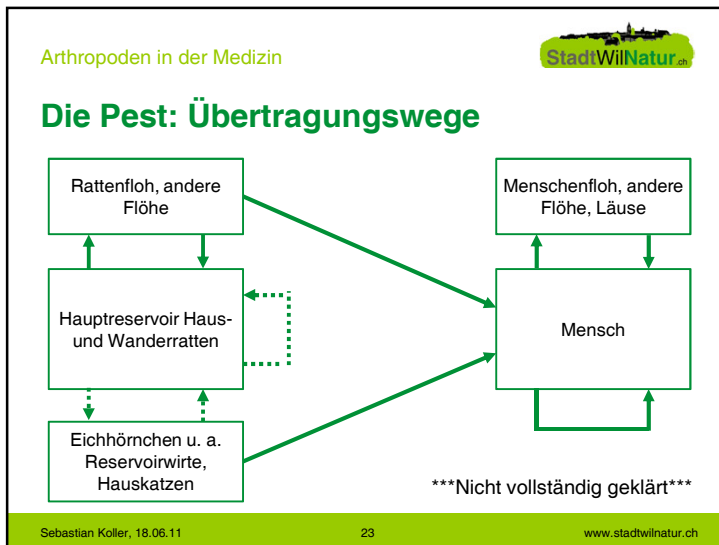 Arthropoden in der Medizin
StadtWilNatur.ch
Die Pest: Übertragungswege
Rattenfloh, andere
Flöhe
Menschenfloh, andere
Flöhe, Läuse
Hauptreservoir Haus-
und Wanderratten
Mensch
Eichhörnchen u. a.
Reservoirwirte,
Hauskatzen
***Nicht vollständig geklärt***
Sebastian Koller, 18.06.11
23
www.stadtwilnatur.ch